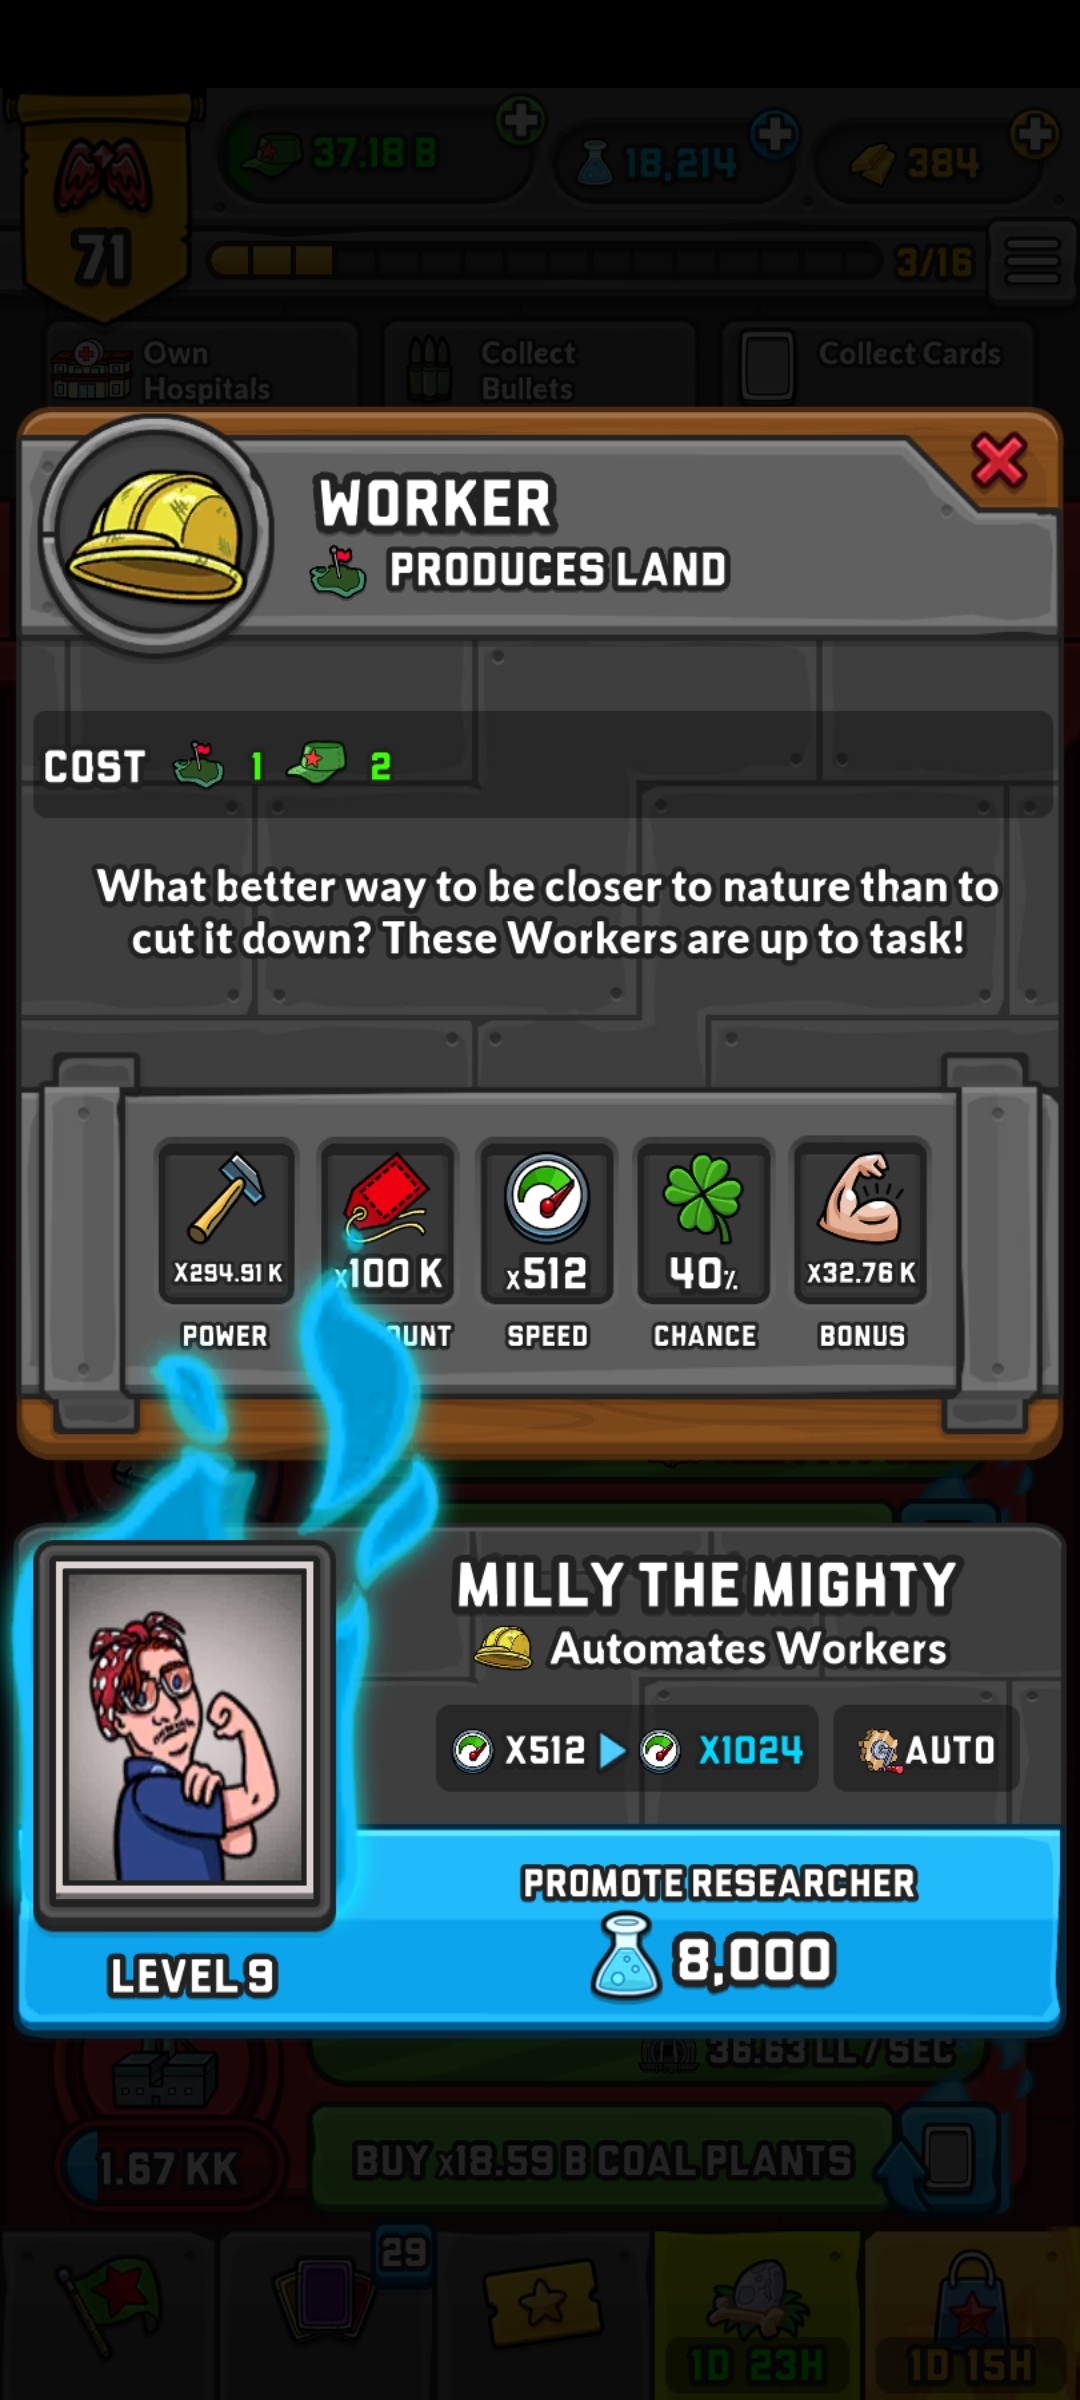 37.18 B
18,214
384
71
3/16
Own
Hospitals
Collect
Bullets
Collect Cards
WORKER
PRODUCES LAND
COST 1 2
What better way to be closer to nature than to
cut it down? These Workers are up to task!
X294.91 K
x100 K
x512
40%
X32.76 K
POWER
SPEED
CHANCE
BONUS
MILLY THE MIGHTY
Automates Workers
X512 X1024 AUTO
PROMOTE RESEARCHER
8,000
LEVEL 9
36.63 LL / SEC
1.67 KK
BUY x18.59 B COAL PLANTS
29
1D 23H
1D 15H